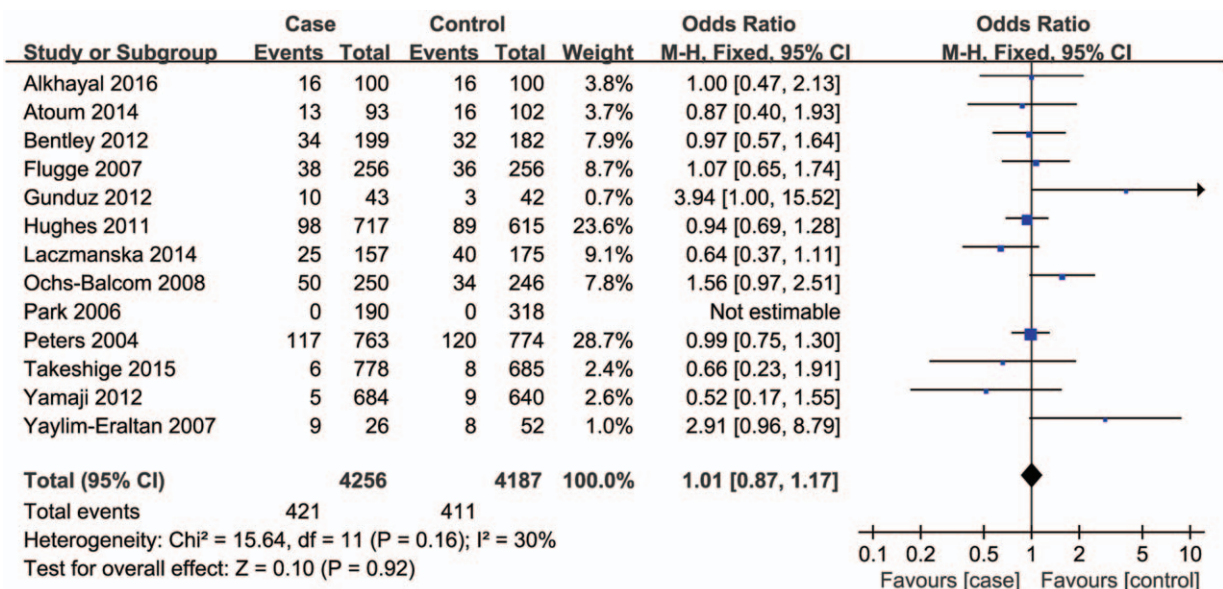 Case Control Odds Ratio Odds Ratio
Study or Subgroup Events Total Events Total Weight M-H, Fixed, 95% CI M-H, Fixed, 95% CI
Alkhayal 2016 16 100 16 100 3.8% 1.00 [0.47, 2.13]
Atoum 2014 13 93 16 102 3.7% 0.87 [0.40, 1.93]
Bentley 2012 34 199 32 182 7.9% 0.97 [0.57, 1.64]
Flugge 2007 38 256 36 256 8.7% 1.07 [0.65, 1.74]
Gunduz 2012 10 43 3 42 0.7% 3.94 [1.00, 15.52]
Hughes 2011 98 717 89 615 23.6% 0.94 [0.69, 1.28]
Laczmanska 2014 25 157 40 175 9.1% 0.64 [0.37, 1.11]
Ochs-Balcom 2008 50 250 34 246 7.8% 1.56 [0.97, 2.51]
Park 2006 0 190 0 318 Not estimable
Peters 2004 117 763 120 774 28.7% 0.99 [0.75, 1.30]
Takeshige 2015 6 778 8 685 2.4% 0.66 [0.23, 1.91]
Yamaji 2012 5 684 9 640 2.6% 0.52 [0.17, 1.55]
Yaylim-Eraltan 2007 9 26 8 52 1.0% 2.91 [0.96, 8.79]
Total (95% CI) 4256 4187 100.0% 1.01 [0.87, 1.17]
Total events 421 411
Heterogeneity: Chi² = 15.64, df = 11 (P = 0.16); I² = 30%
Test for overall effect: Z = 0.10 (P = 0.92)
0.1 0.2 0.5 1 2 5 10
Favours [case] Favours [control]